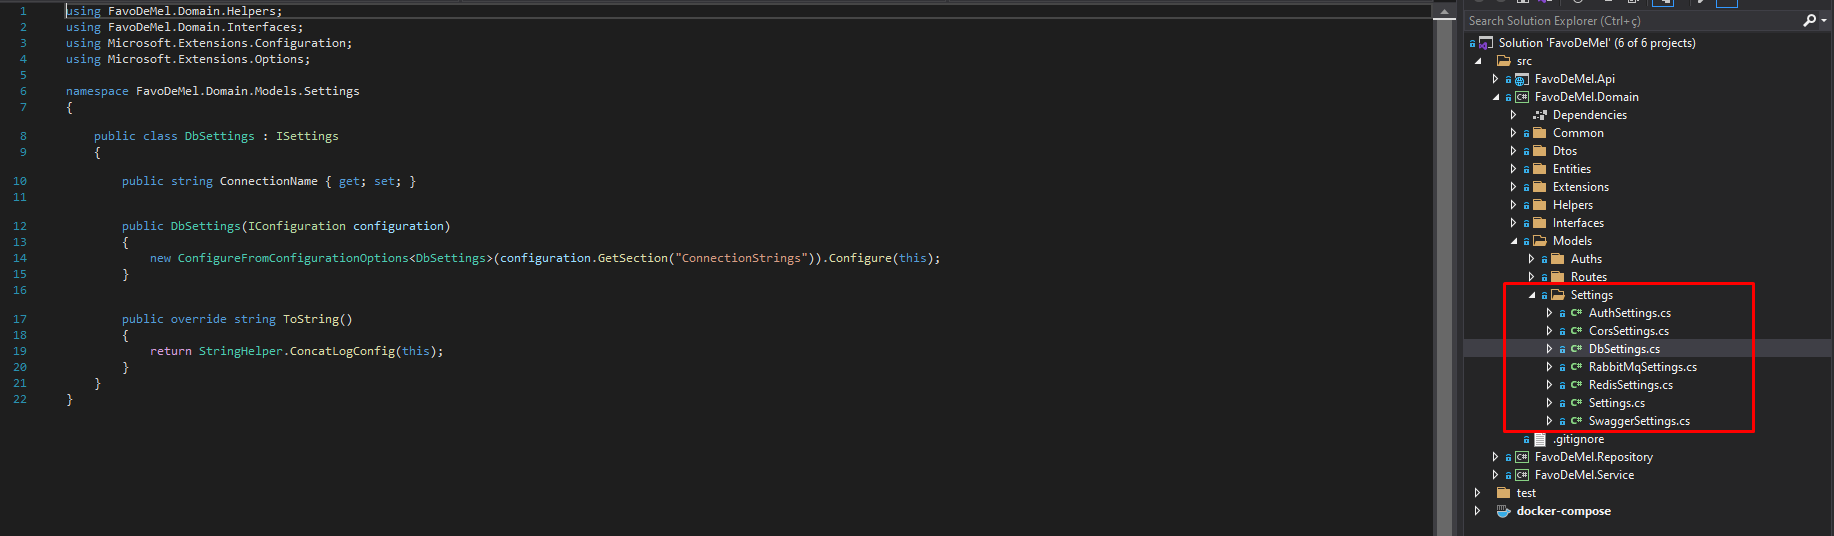 1 using FavoDeMel.Domain.Helpers;
2 using FavoDeMel.Domain.Interfaces;
3 using Microsoft.Extensions.Configuration;
4 using Microsoft.Extensions.Options;
5
6 namespace FavoDeMel.Domain.Models.Settings
7 {
8 public class DbSettings : ISettings
9 {
10 public string ConnectionName { get; set; }
11
12 public DbSettings(IConfiguration configuration)
13 {
14 new ConfigureFromConfigurationOptions<DbSettings>(configuration.GetSection("ConnectionStrings")).Configure(this);
15 }
16
17 public override string ToString()
18 {
19 return StringHelper.ConcatLogConfig(this);
20 }
21 }
22 }
Search Solution Explorer (Ctrl+ç)
Solution 'FavoDeMel' (6 of 6 projects)
src
FavoDeMel.Api
C# FavoDeMel.Domain
Dependencies
Common
Dtos
Entities
Extensions
Helpers
Interfaces
Models
Auths
Routes
Settings
C# AuthSettings.cs
C# CorsSettings.cs
C# DbSettings.cs
C# RabbitMqSettings.cs
C# RedisSettings.cs
C# Settings.cs
C# SwaggerSettings.cs
.gitignore
C# FavoDeMel.Repository
C# FavoDeMel.Service
test
docker-compose